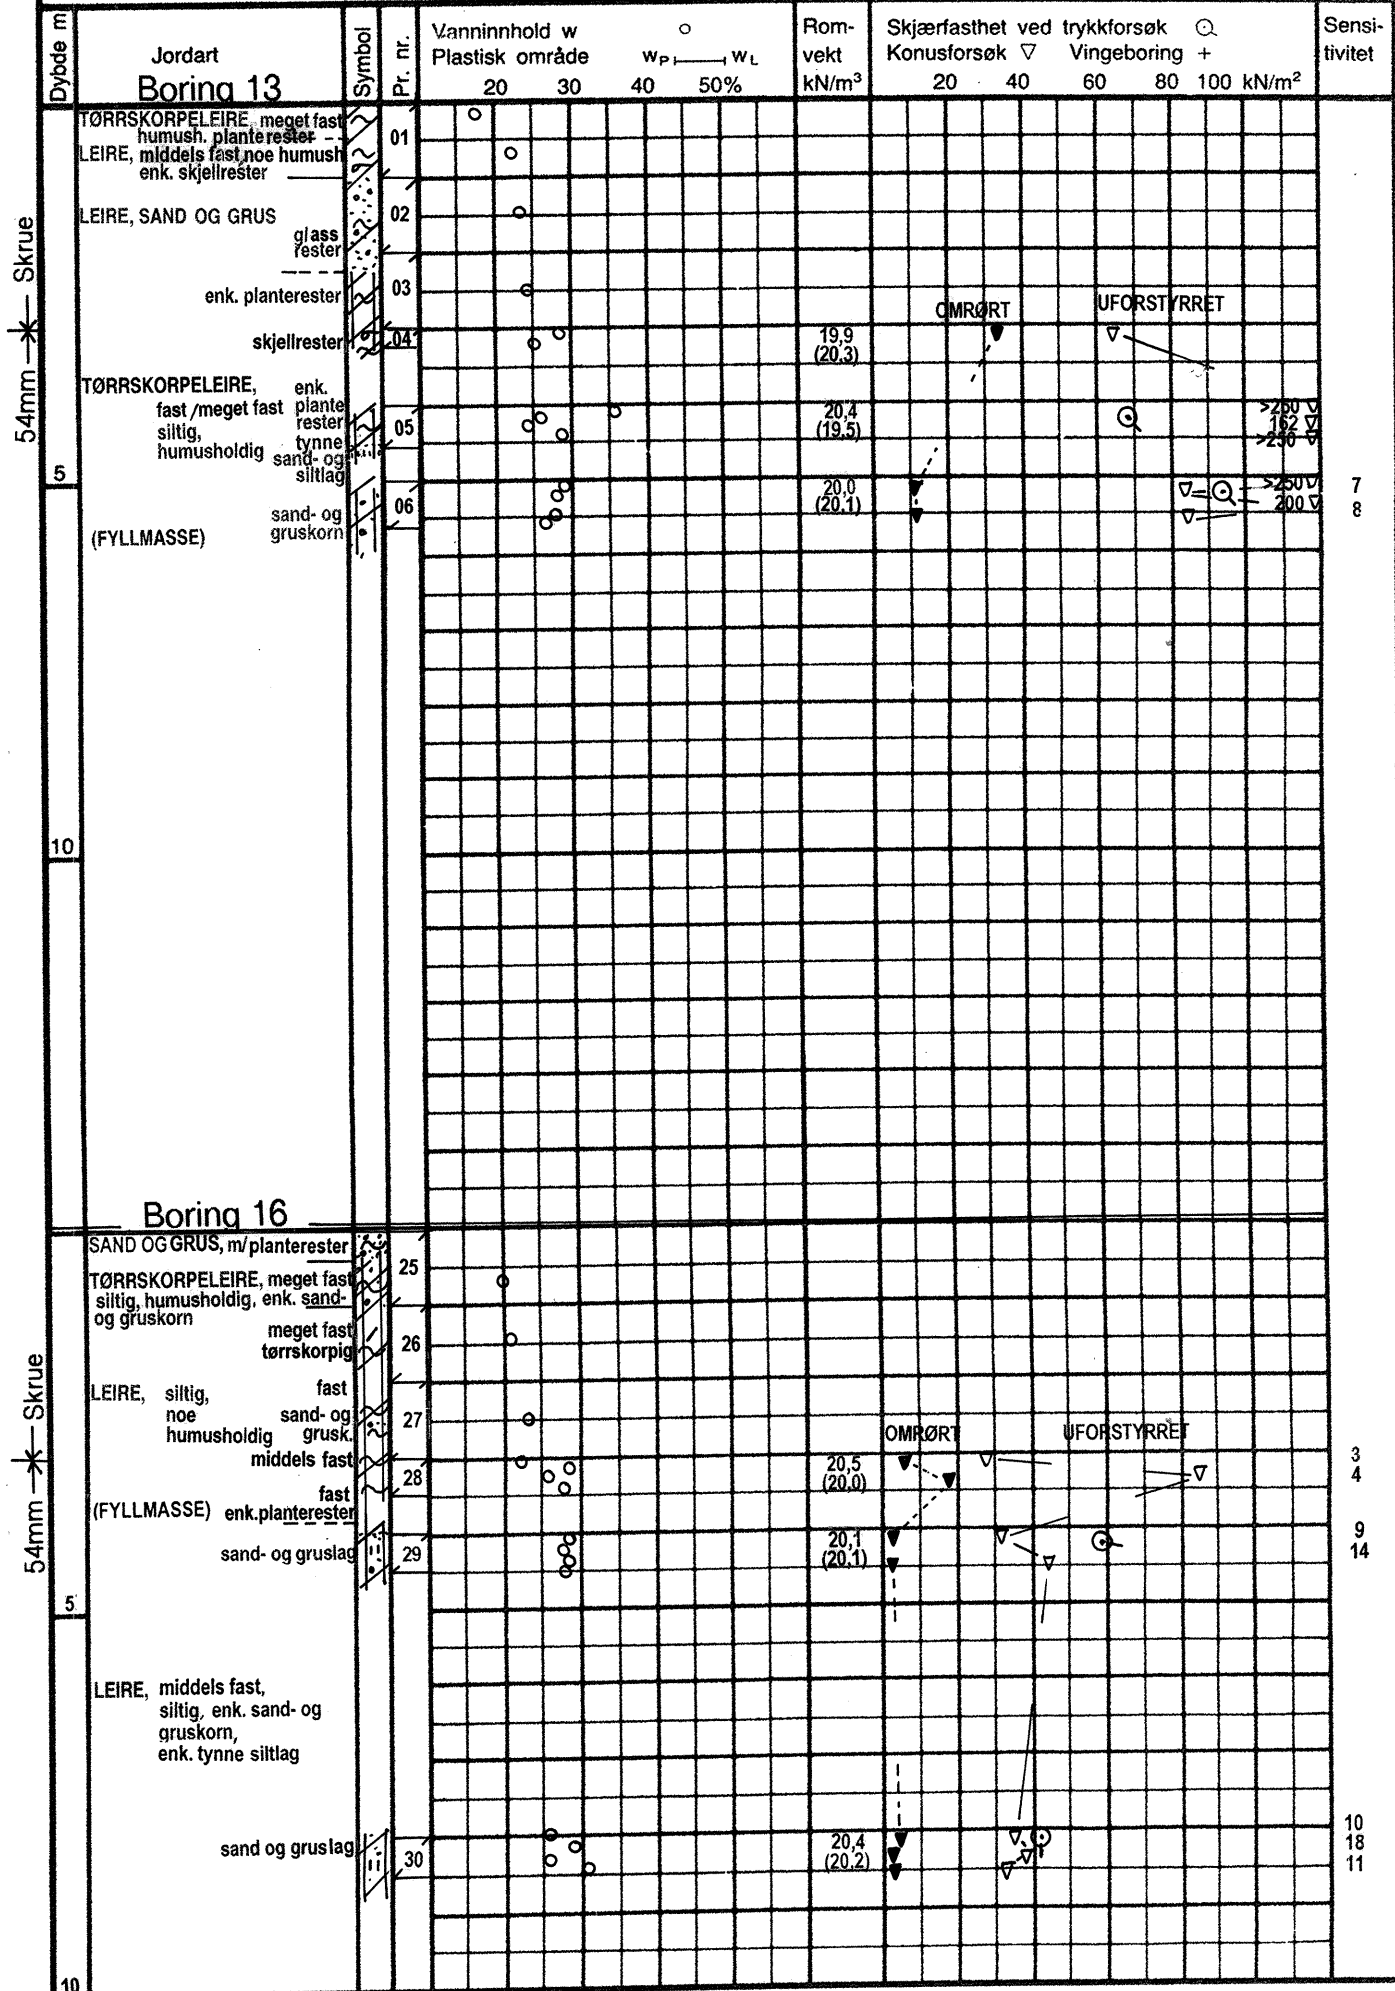 Dybde m
Jordart
Boring 13
Symbol
Pr. nr.
Vanninnhold w
Plastisk område wP wL
20 30 40 50%
Rom-
vekt
kN/m³
Skjærfasthet ved trykkforsøk
Konusforsøk ▽ Vingeboring +
20 40 60 80 100 kN/m²
Sensi-
tivitet
TØRRSKORPELEIRE, meget fast
humush. planterester
01
LEIRE, middels fast, noe humush
enk. skjellrester
LEIRE, SAND OG GRUS
02
glass
rester
enk. planterester
03
OMRØRT UFORSTYRRET
skjellrester
04
19,9
(20,3)
54mm Skrue
TØRRSKORPELEIRE, enk.
fast /meget fast plante
siltig, rester
humusholdig tynne
sand- og
siltlag
05
20,4
(19,5)
>250
162
>250
5
sand- og
gruskorn
(FYLLMASSE)
06
20,0
(20,1)
>250
200
7
8
10
Boring 16
SAND OG GRUS, m/planterester
25
TØRRSKORPELEIRE, meget fast
siltig, humusholdig, enk. sand-
og gruskorn
meget fast
tørrskorpig
26
LEIRE, siltig, fast
noe sand- og
humusholdig grusk.
27
OMRØRT UFORSTYRRET
middels fast
28
20,5
(20,0)
3
4
54mm Skrue
fast
(FYLLMASSE) enk.planterester
sand- og gruslag
29
20,1
(20,1)
9
14
5
LEIRE, middels fast,
siltig, enk. sand- og
gruskorn,
enk. tynne siltlag
sand og gruslag
30
20,4
(20,2)
10
18
11
10